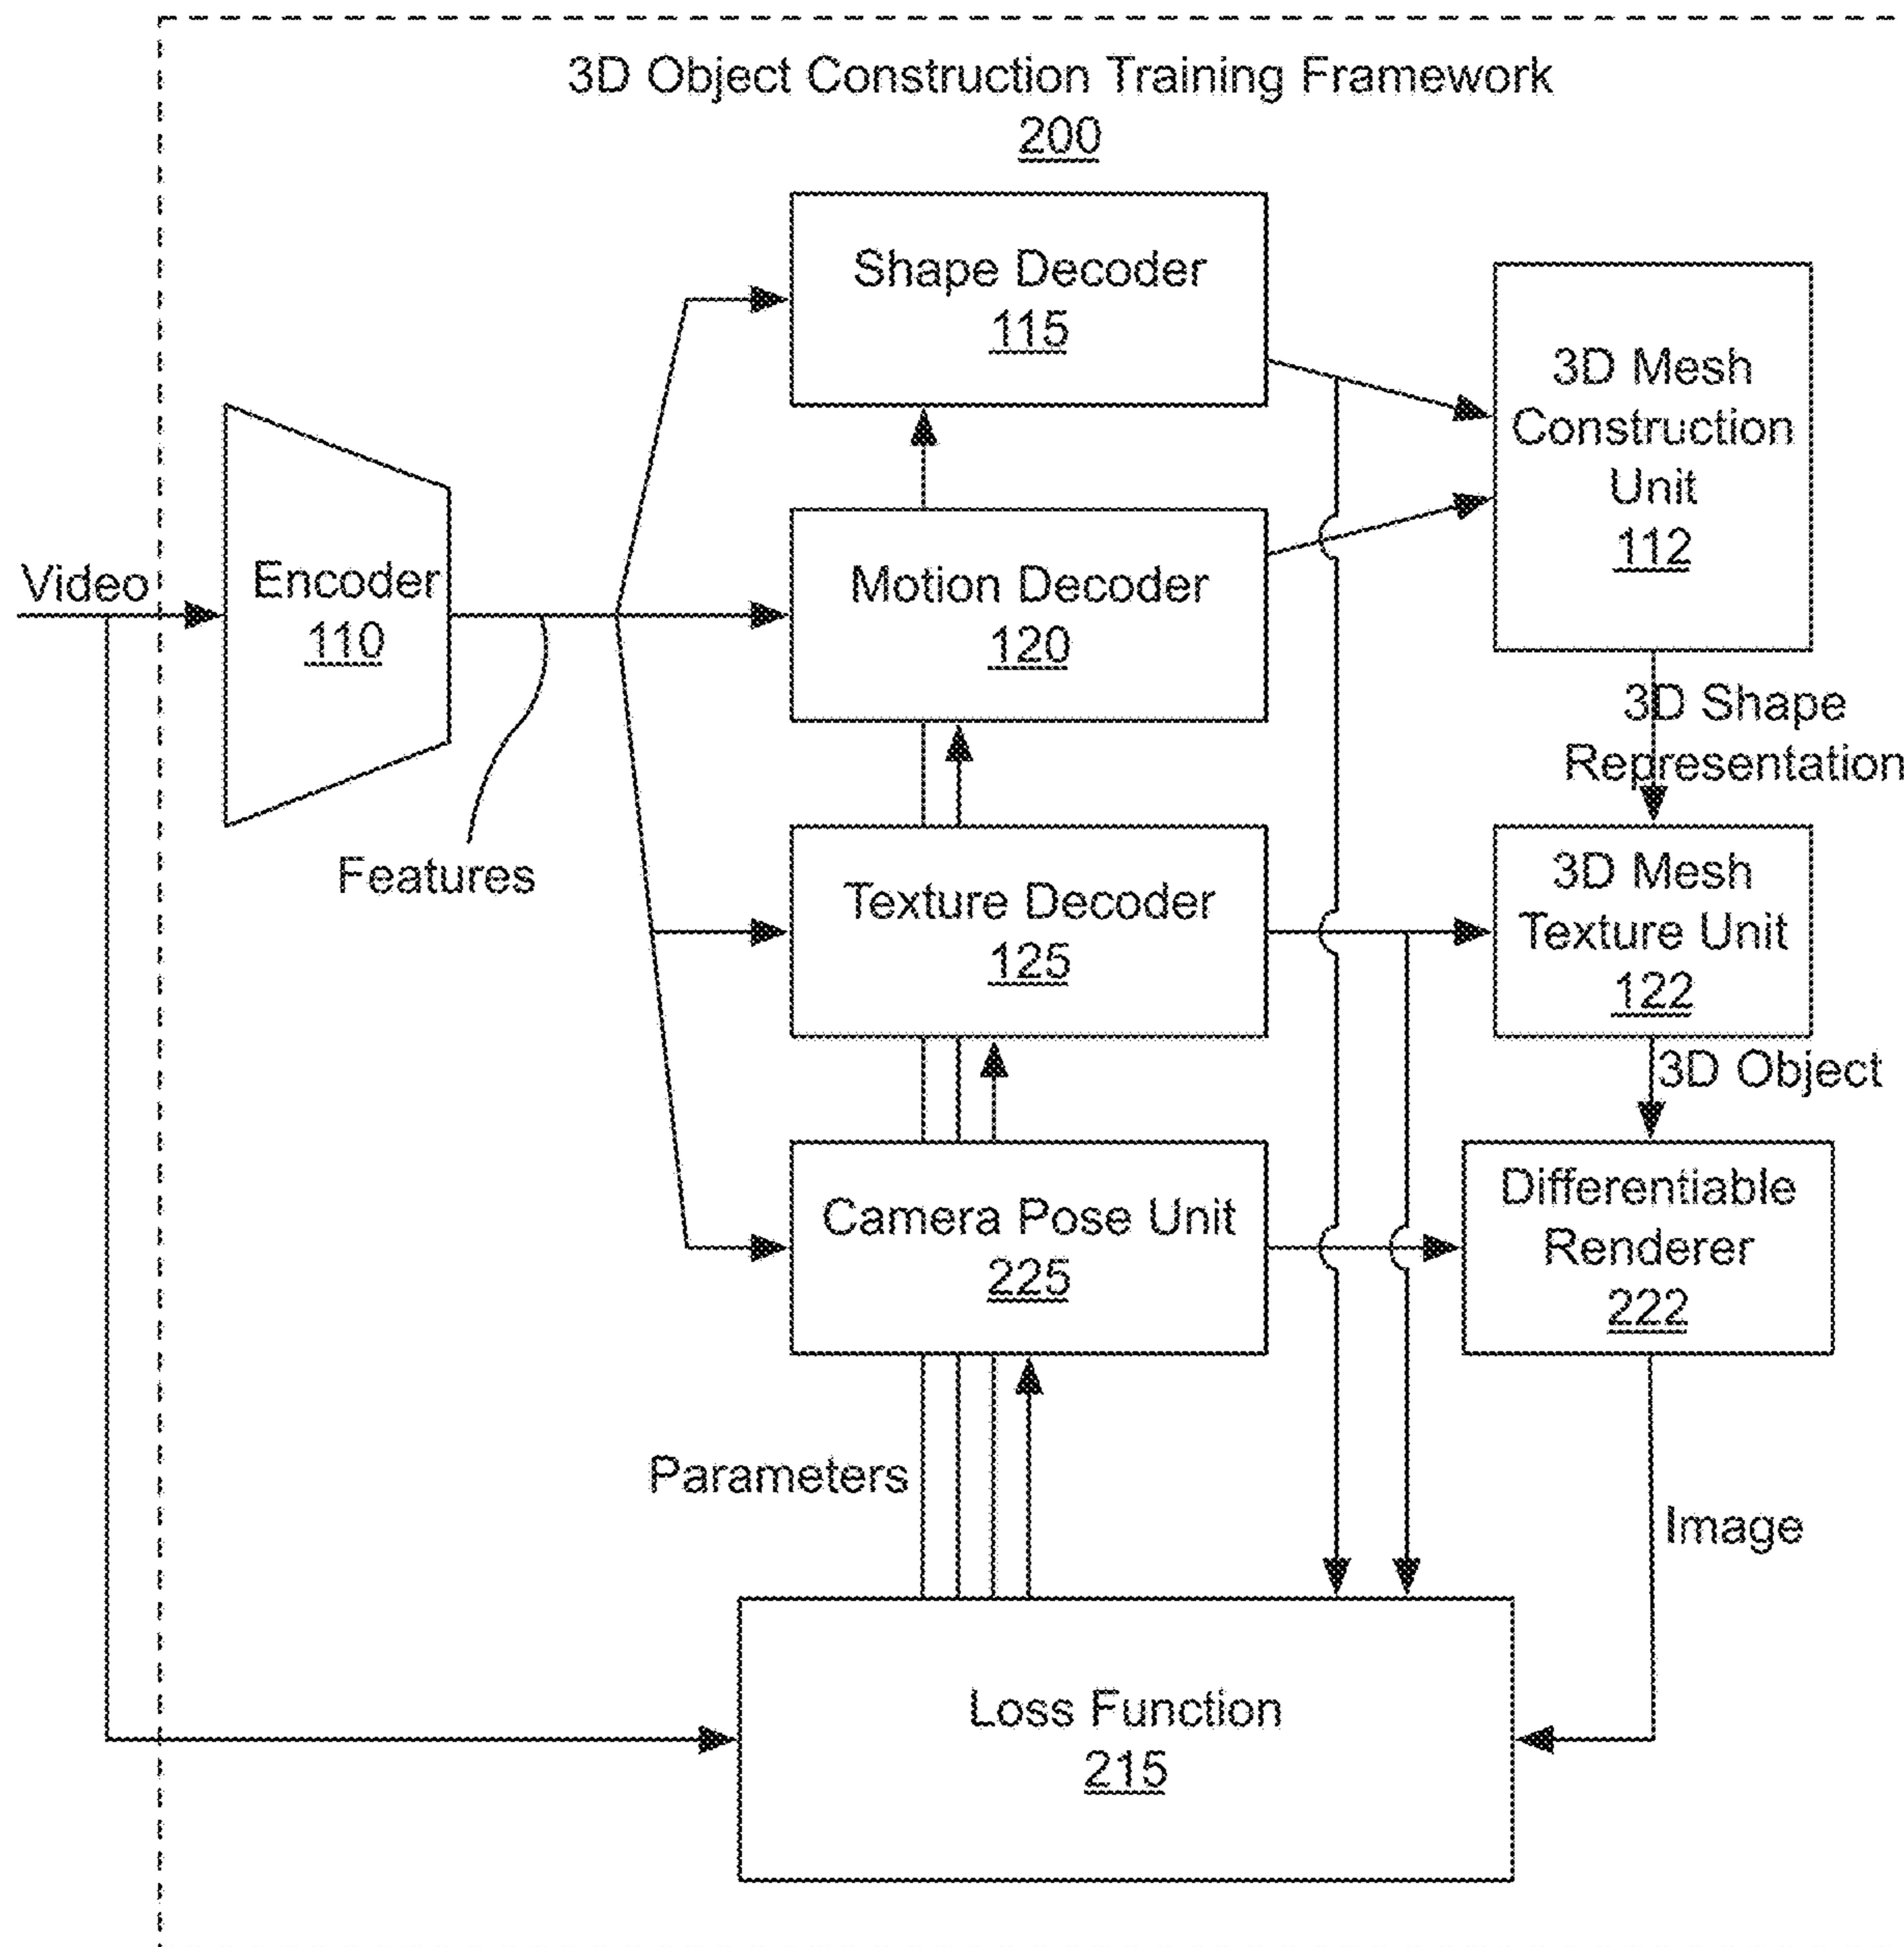 3D Object Construction Training Framework
200
Shape Decoder
115
3D Mesh
Construction
Unit
112
Video
Encoder
110
Motion Decoder
120
3D Shape
Representation
Features
Texture Decoder
125
3D Mesh
Texture Unit
122
3D Object
Camera Pose Unit
225
Differentiable
Renderer
222
Parameters
Image
Loss Function
215